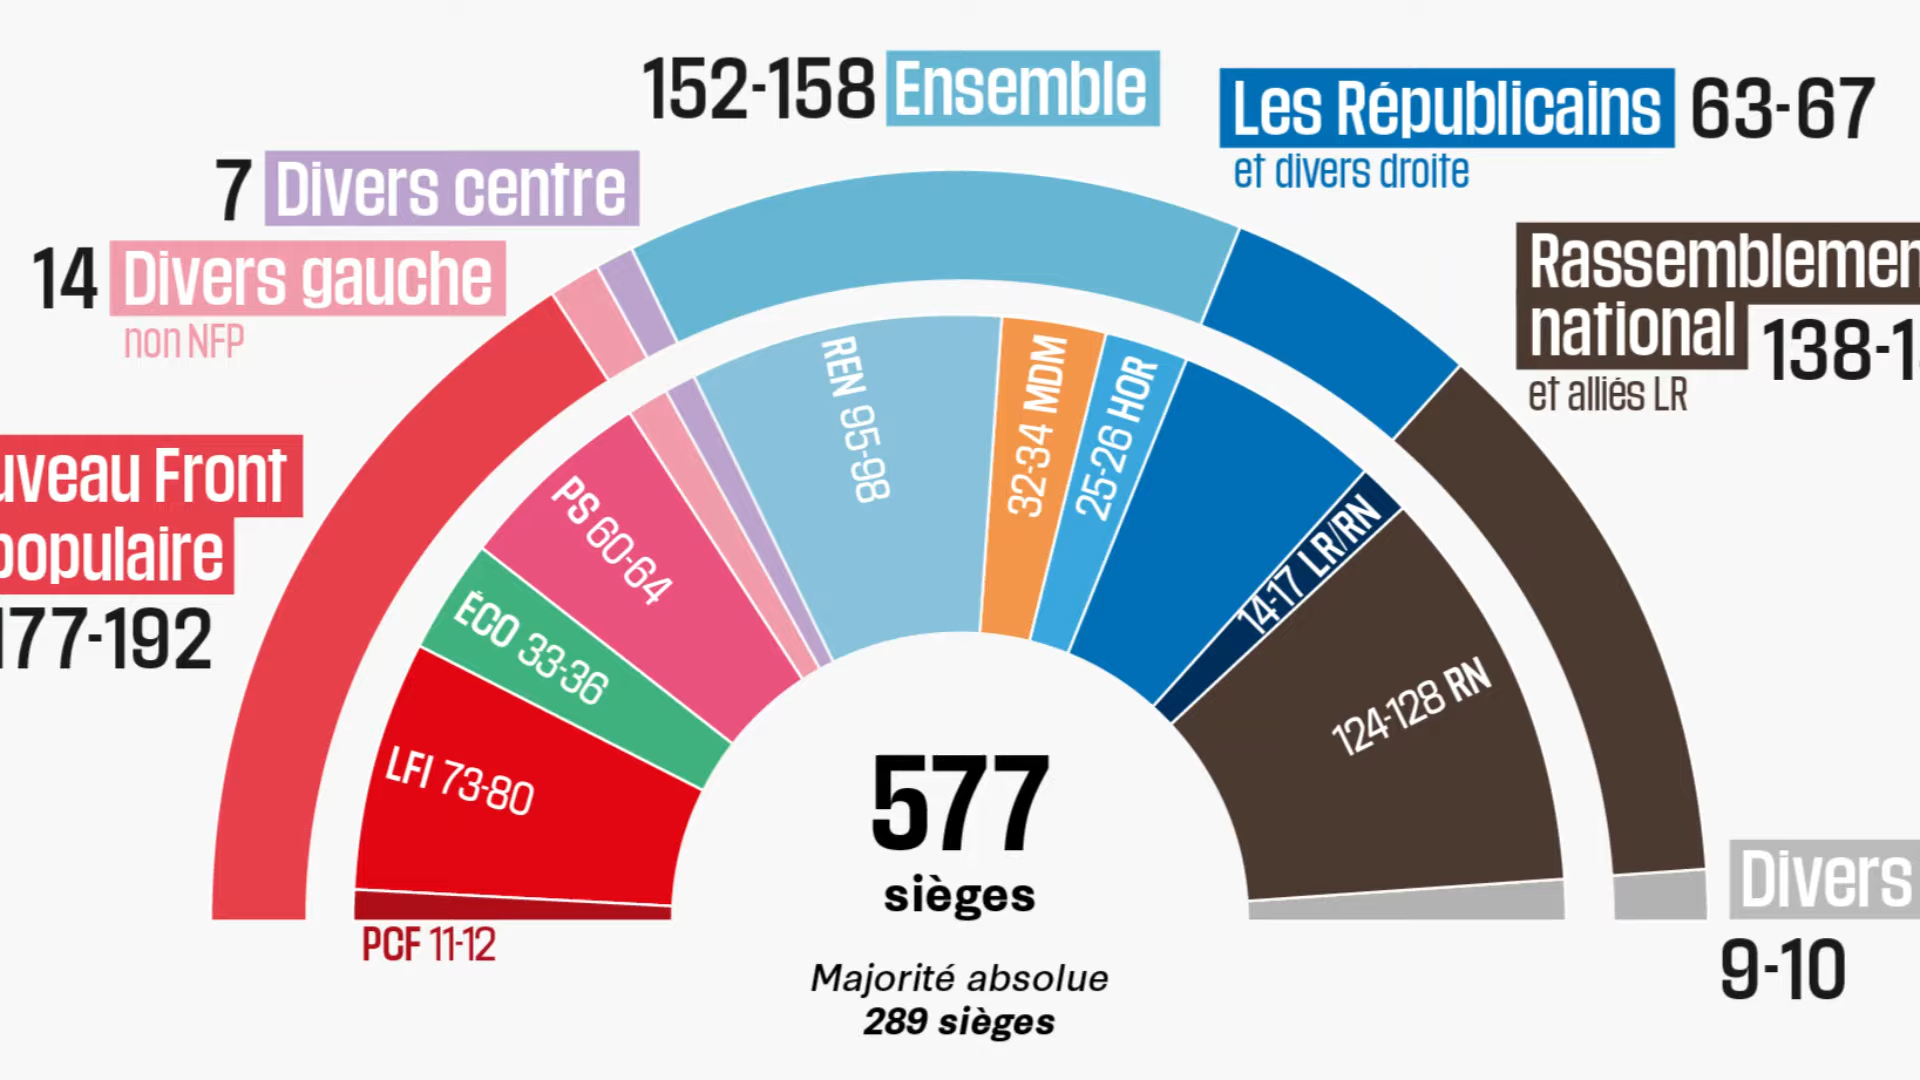 152-158 Ensemble
Les Républicains 63-67
et divers droite
7 Divers centre
14 Divers gauche
non NFP
Rassemblemen
national 138-1
et alliés LR
uveau Front
populaire
177-192
REN 95-98
32-34 MDM
25-26 HOR
PS 60-64
14-17 LR/RN
ÉCO 33-36
124-128 RN
LFI 73-80
577
sièges
Divers
9-10
PCF 11-12
Majorité absolue
289 sièges